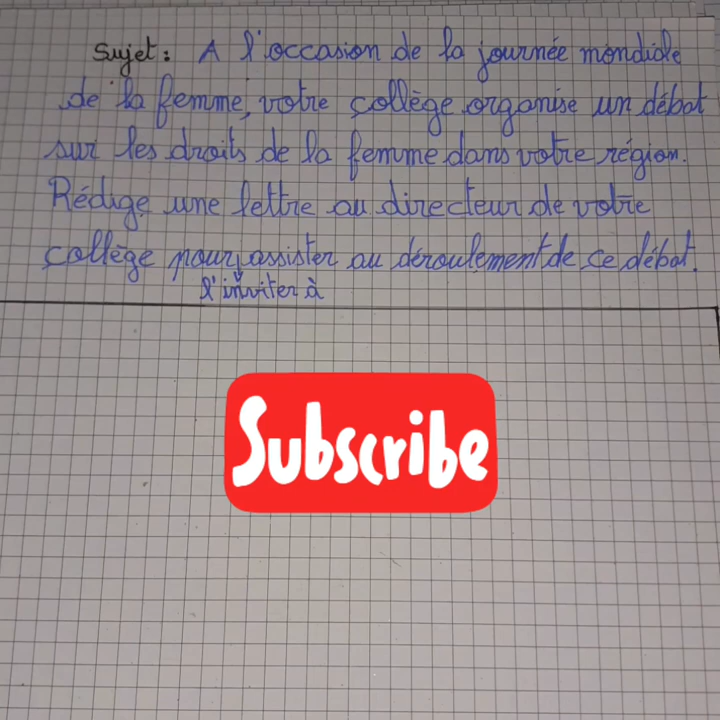 Sujet : A l'occasion de la journée mondiale
de la femme, votre collège organise un débat
sur les droits de la femme dans votre région.
Rédige une lettre au directeur de votre
collège pour assister au déroulement de ce débat.
l'inviter à
Subscribe